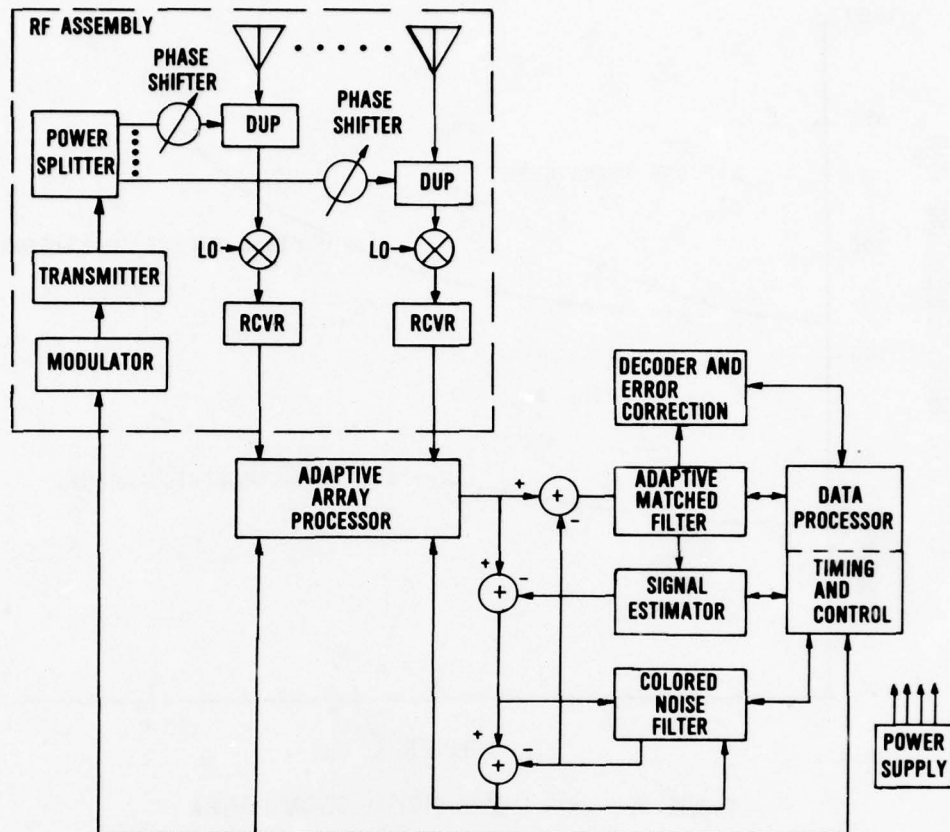 RF ASSEMBLY
PHASE
SHIFTER
PHASE
SHIFTER
POWER
SPLITTER
DUP
DUP
LO
LO
TRANSMITTER
RCVR
RCVR
MODULATOR
DECODER AND
ERROR
CORRECTION
ADAPTIVE
ARRAY
PROCESSOR
+
+
-
ADAPTIVE
MATCHED
FILTER
DATA
PROCESSOR
+
-
+
SIGNAL
ESTIMATOR
TIMING
AND
CONTROL
COLORED
NOISE
FILTER
+
-
+
POWER
SUPPLY